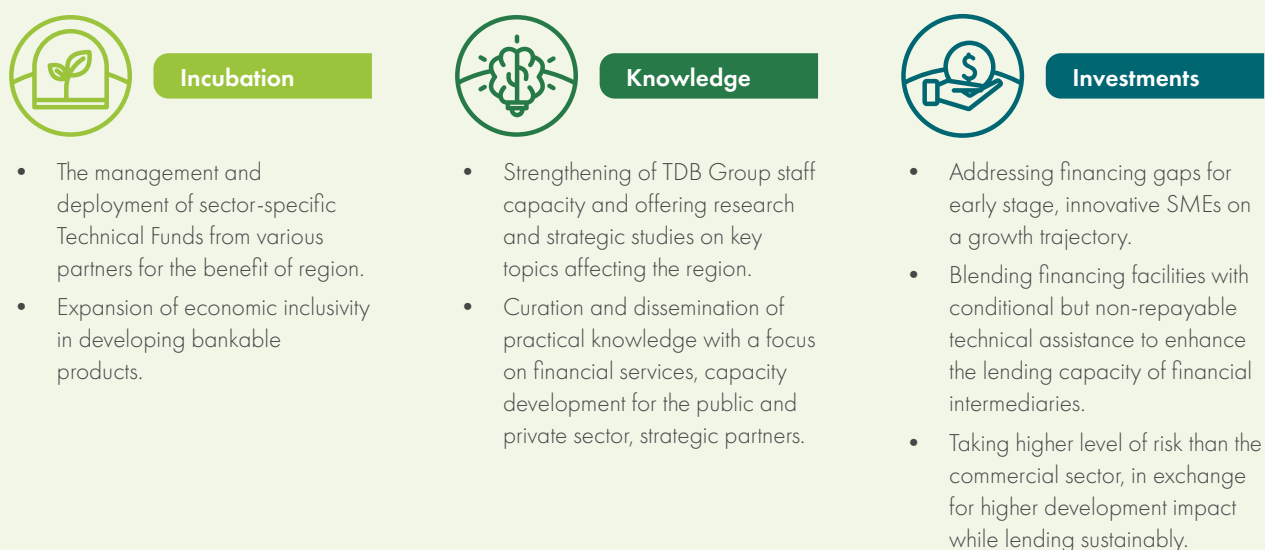 Incubation
• The management and
deployment of sector-specific
Technical Funds from various
partners for the benefit of region.
• Expansion of economic inclusivity
in developing bankable
products.
Knowledge
• Strengthening of TDB Group staff
capacity and offering research
and strategic studies on key
topics affecting the region.
• Curation and dissemination of
practical knowledge with a focus
on financial services, capacity
development for the public and
private sector, strategic partners.
$
Investments
• Addressing financing gaps for
early stage, innovative SMEs on
a growth trajectory.
• Blending financing facilities with
conditional but non-repayable
technical assistance to enhance
the lending capacity of financial
intermediaries.
• Taking higher level of risk than the
commercial sector, in exchange
for higher development impact
while lending sustainably.